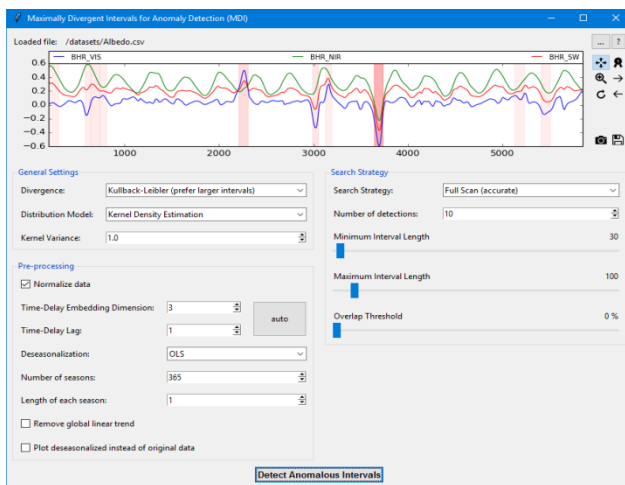 Maximally Divergent Intervals for Anomaly Detection (MDI)
Loaded file: /datasets/Albedo.csv
... ?
BHR_VIS BHR_NIR BHR_SW
0.6
0.4
0.2
0.0
−0.2
−0.4
−0.6
1000 2000 3000 4000 5000
General Settings
Divergence: Kullback-Leibler (prefer larger intervals)
Distribution Model: Kernel Density Estimation
Kernel Variance: 1.0
Search Strategy
Search Strategy: Full Scan (accurate)
Number of detections: 10
Minimum Interval Length 30
Maximum Interval Length 100
Overlap Threshold 0 %
Pre-processing
Normalize data
Time-Delay Embedding Dimension: 3
auto
Time-Delay Lag: 1
Deseasonalization: OLS
Number of seasons: 365
Length of each season: 1
Remove global linear trend
Plot deseasonalized instead of original data
Detect Anomalous Intervals